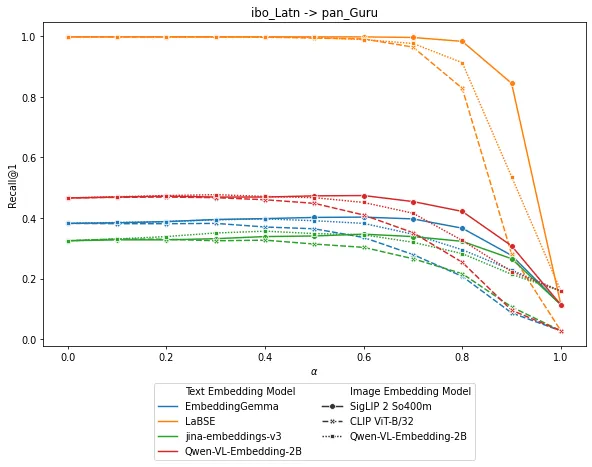 ibo_Latn -> pan_Guru
Recall@1
1.0
0.8
0.6
0.4
0.2
0.0
0.0 0.2 0.4 0.6 0.8 1.0
α
Text Embedding Model
EmbeddingGemma
LaBSE
jina-embeddings-v3
Qwen-VL-Embedding-2B
Image Embedding Model
SigLIP 2 So400m
CLIP ViT-B/32
Qwen-VL-Embedding-2B